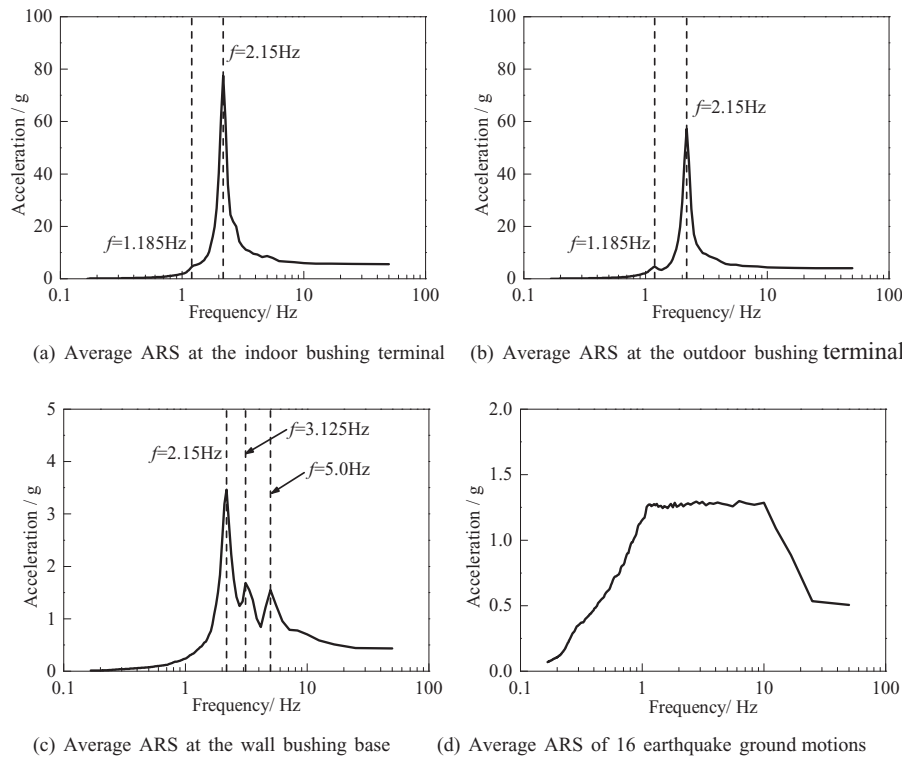 100
80
60
40
20
0
Acceleration / g
f=2.15Hz
f=1.185Hz
0.1 1 10 100
Frequency/ Hz
(a) Average ARS at the indoor bushing terminal
100
80
60
40
20
0
Acceleration / g
f=2.15Hz
f=1.185Hz
0.1 1 10 100
Frequency/ Hz
(b) Average ARS at the outdoor bushing terminal
5
4
3
2
1
0
Acceleration / g
f=3.125Hz
f=2.15Hz
f=5.0Hz
0.1 1 10 100
Frequency/ Hz
(c) Average ARS at the wall bushing base
2.0
1.5
1.0
0.5
0.0
Acceleration / g
0.1 1 10 100
Frequency/ Hz
(d) Average ARS of 16 earthquake ground motions